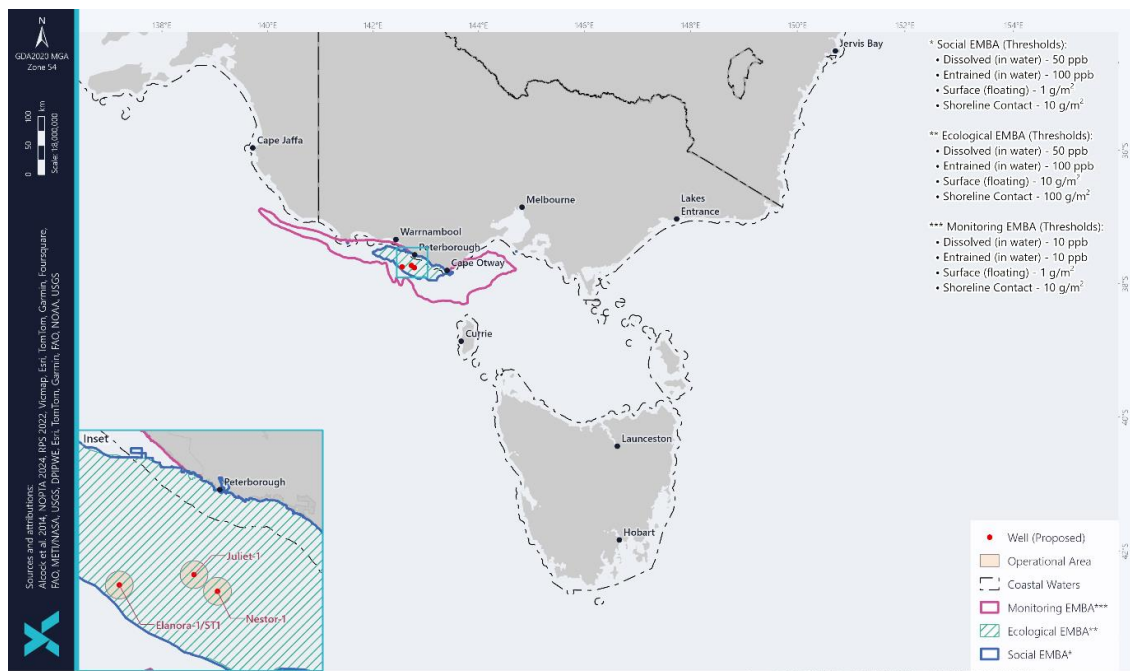 N
GDA2020 MGA
Zone 54
0 50 100
km
Scale: 1:8,000,000
Sources and attributions:
Alcock et al. 2014, NOPTA 2024, RPS 2022, Vicmap, Esri, TomTom, Garmin, Foursquare,
FAO, METI/NASA, USGS, DPIPWE, Esri, TomTom, Garmin, FAO, NOAA, USGS
138°E
140°E
142°E
144°E
146°E
148°E
150°E
152°E
154°E
36°S
38°S
40°S
42°S
Jervis Bay
Cape Jaffa
Melbourne
Lakes
Entrance
Warrnambool
Peterborough
Cape Otway
Currie
Launceston
Hobart
* Social EMBA (Thresholds):
• Dissolved (in water) - 50 ppb
• Entrained (in water) - 100 ppb
• Surface (floating) - 1 g/m²
• Shoreline Contact - 10 g/m²
** Ecological EMBA (Thresholds):
• Dissolved (in water) - 50 ppb
• Entrained (in water) - 100 ppb
• Surface (floating) - 10 g/m²
• Shoreline Contact - 100 g/m²
*** Monitoring EMBA (Thresholds):
• Dissolved (in water) - 10 ppb
• Entrained (in water) - 10 ppb
• Surface (floating) - 1 g/m²
• Shoreline Contact - 10 g/m²
Inset
Peterborough
Juliet-1
Elanora-1/ST1
Nestor-1
Well (Proposed)
Operational Area
Coastal Waters
Monitoring EMBA***
Ecological EMBA**
Social EMBA*